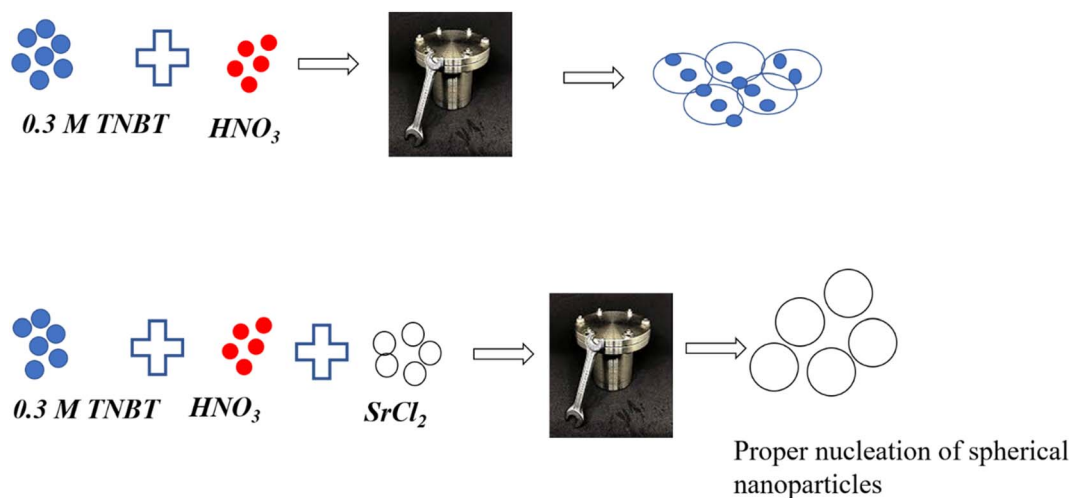 0.3 M TNBT
HNO3
0.3 M TNBT
HNO3
SrCl2
Proper nucleation of spherical
nanoparticles